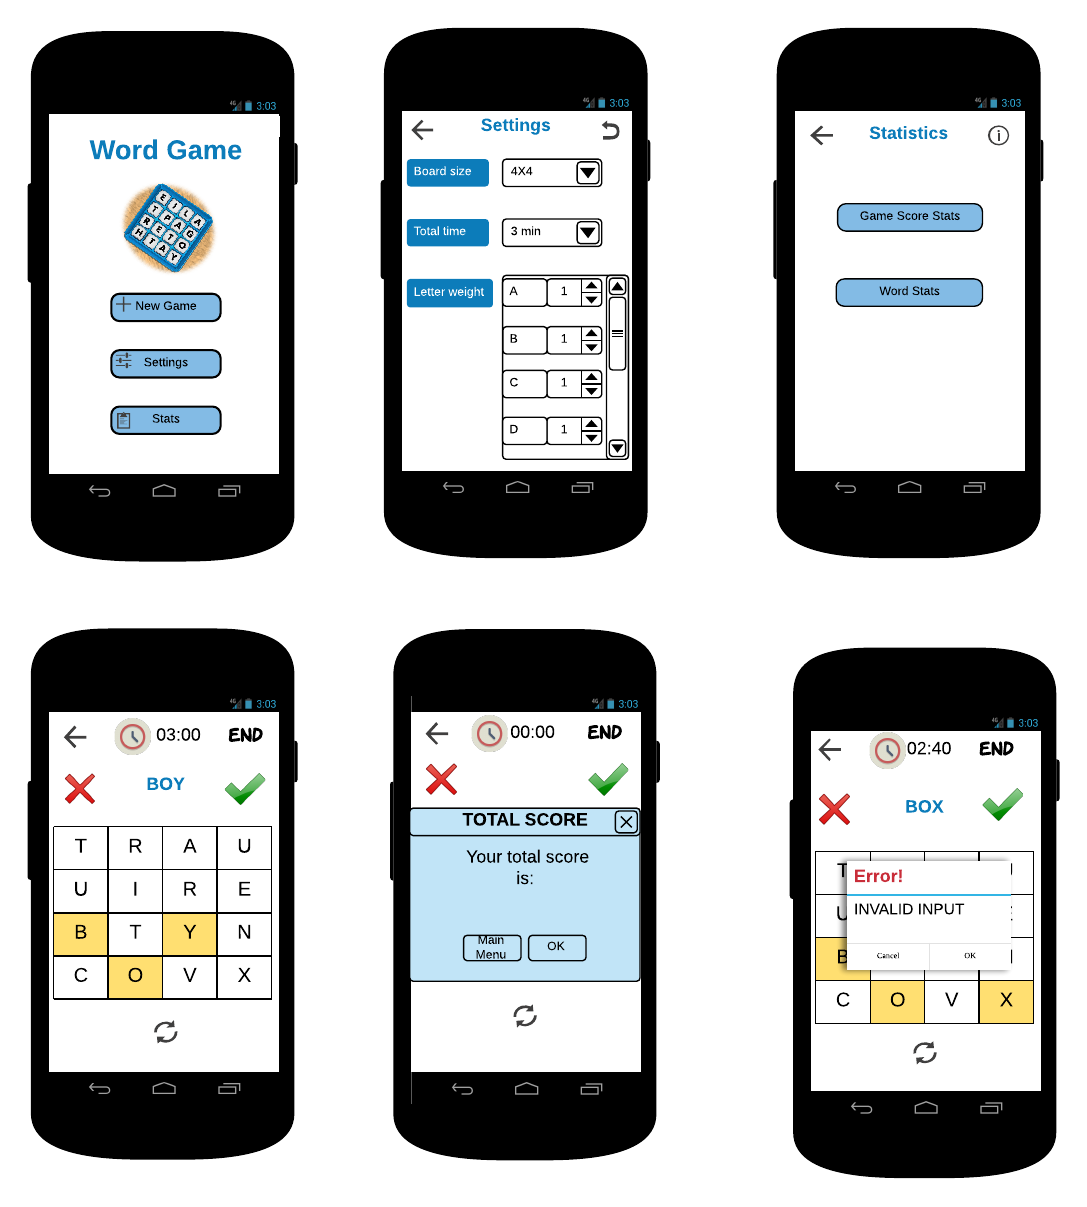 3:03
Word Game
E I L A
T P A G
R E T O
H T A Y
New Game
Settings
Stats
3:03
Settings
Board size
4X4
Total time
3 min
Letter weight
A 1
B 1
C 1
D 1
3:03
Statistics
Game Score Stats
Word Stats
3:03
03:00 END
BOY
T R A U
U I R E
B T Y N
C O V X
3:03
00:00 END
TOTAL SCORE
Your total score
is:
Main
Menu
OK
3:03
02:40 END
BOX
Error!
INVALID INPUT
Cancel OK
B
C O V X